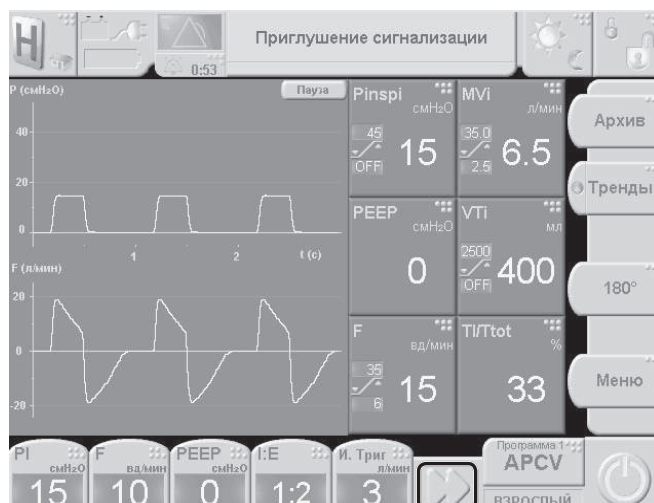 H
Приглушение сигнализации
0:53
P (смH₂O)
Пауза
40
20
0
1 2 t (с)
F (л/мин)
20
0
-20
Pinspi
смH₂O
45
OFF
15
MVi
л/мин
35.0
2.5
6.5
PEEP
смH₂O
0
VTi
мл
2500
OFF
400
F
вд/мин
35
6
15
TI/Ttot
%
33
Архив
Тренды
180°
Меню
PI
смH₂O
15
F
вд/мин
10
PEEP
смH₂O
0
I:E
1:2
И. Триг
л/мин
3
Программа 1
APCV
ВЗРОСЛЫЙ